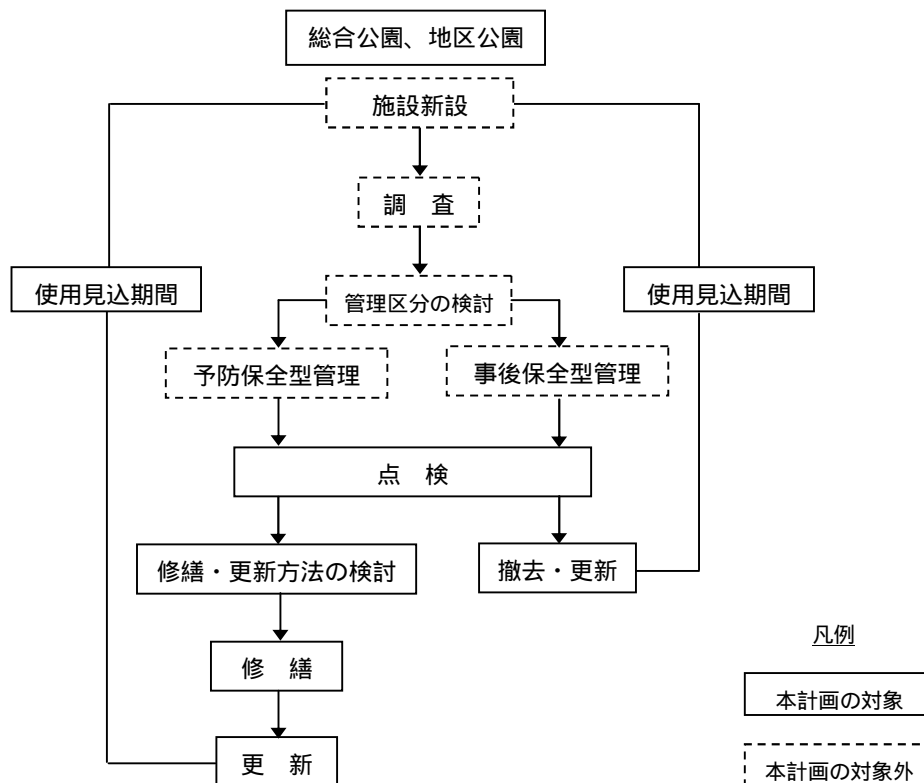 総合公園、地区公園
施設新設
調　査
使用見込期間
管理区分の検討
使用見込期間
予防保全型管理
事後保全型管理
点　検
修繕・更新方法の検討
撤去・更新
修　繕
更　新
凡例
本計画の対象
本計画の対象外